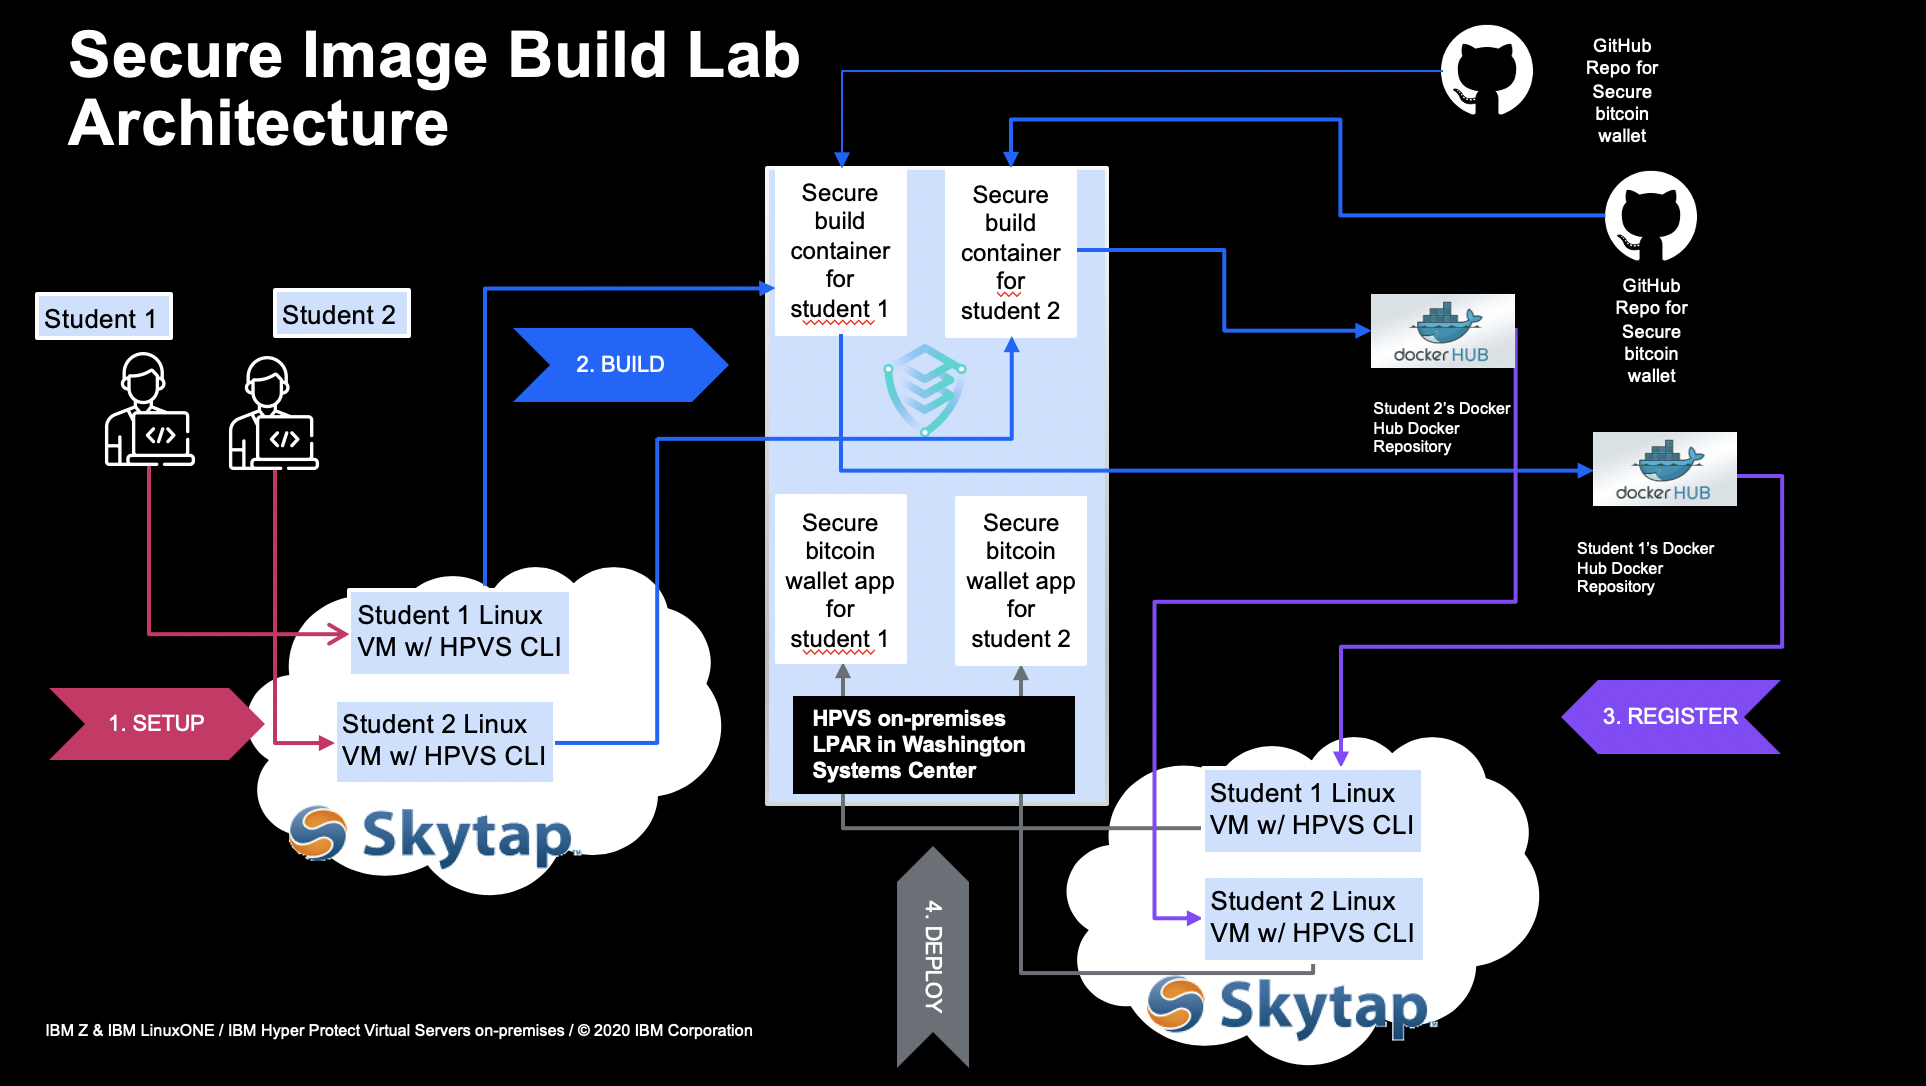 Secure Image Build Lab
Architecture
GitHub
Repo for
Secure
bitcoin
wallet
GitHub
Repo for
Secure
bitcoin
wallet
Student 1
Student 2
</>
</>
2. BUILD
Secure
build
container
for
student 1
Secure
build
container
for
student 2
docker HUB
Student 2’s Docker
Hub Docker
Repository
docker HUB
Student 1’s Docker
Hub Docker
Repository
Secure
bitcoin
wallet app
for
student 1
Secure
bitcoin
wallet app
for
student 2
Student 1 Linux
VM w/ HPVS CLI
1. SETUP
Student 2 Linux
VM w/ HPVS CLI
Skytap™
HPVS on-premises
LPAR in Washington
Systems Center
3. REGISTER
Student 1 Linux
VM w/ HPVS CLI
Student 2 Linux
VM w/ HPVS CLI
Skytap™
4. DEPLOY
IBM Z & IBM LinuxONE / IBM Hyper Protect Virtual Servers on-premises / © 2020 IBM Corporation